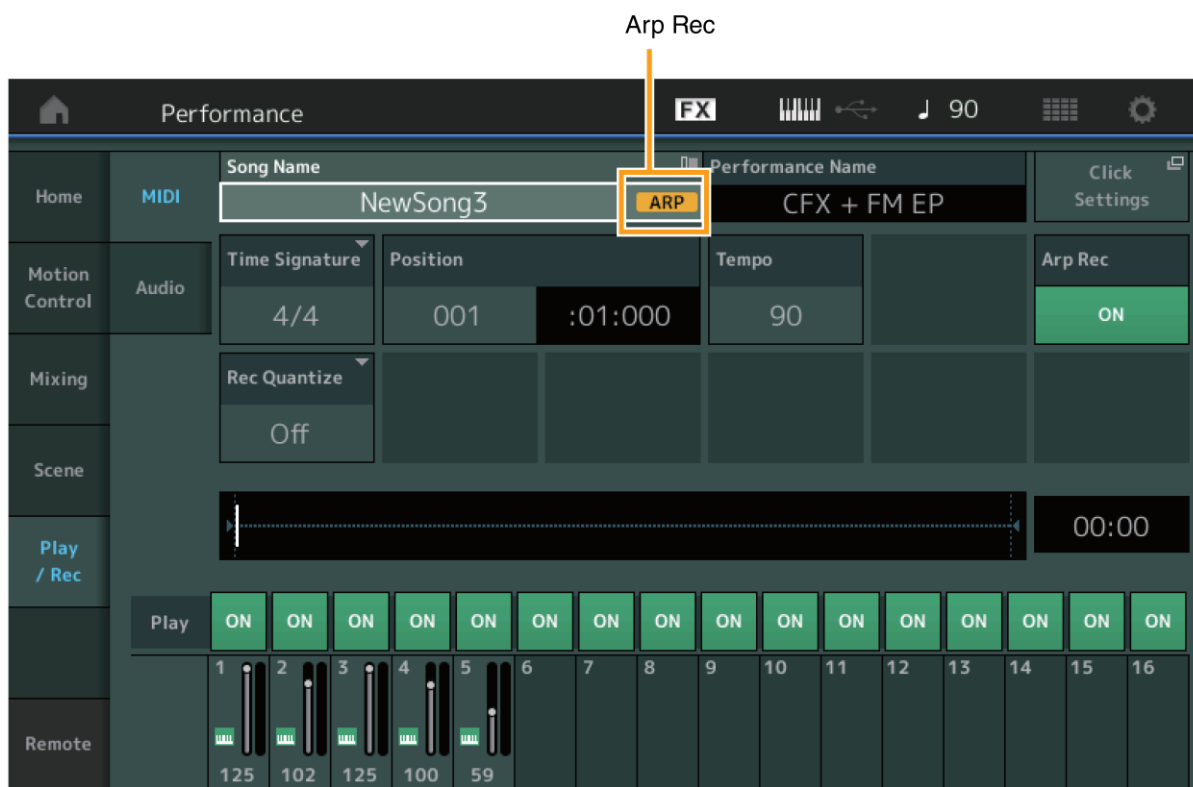 Arp Rec
Performance FX ♩ 90
Home
Motion
Control
Mixing
Scene
Play
/ Rec
Remote
MIDI
Audio
Song Name
NewSong3 ARP
Performance Name
CFX + FM EP
Click
Settings
Time Signature
4/4
Position
001 :01:000
Tempo
90
Arp Rec
ON
Rec Quantize
Off
00:00
Play ON ON ON ON ON ON ON ON ON ON ON ON ON ON ON ON
1 2 3 4 5 6 7 8 9 10 11 12 13 14 15 16
125 102 125 100 59